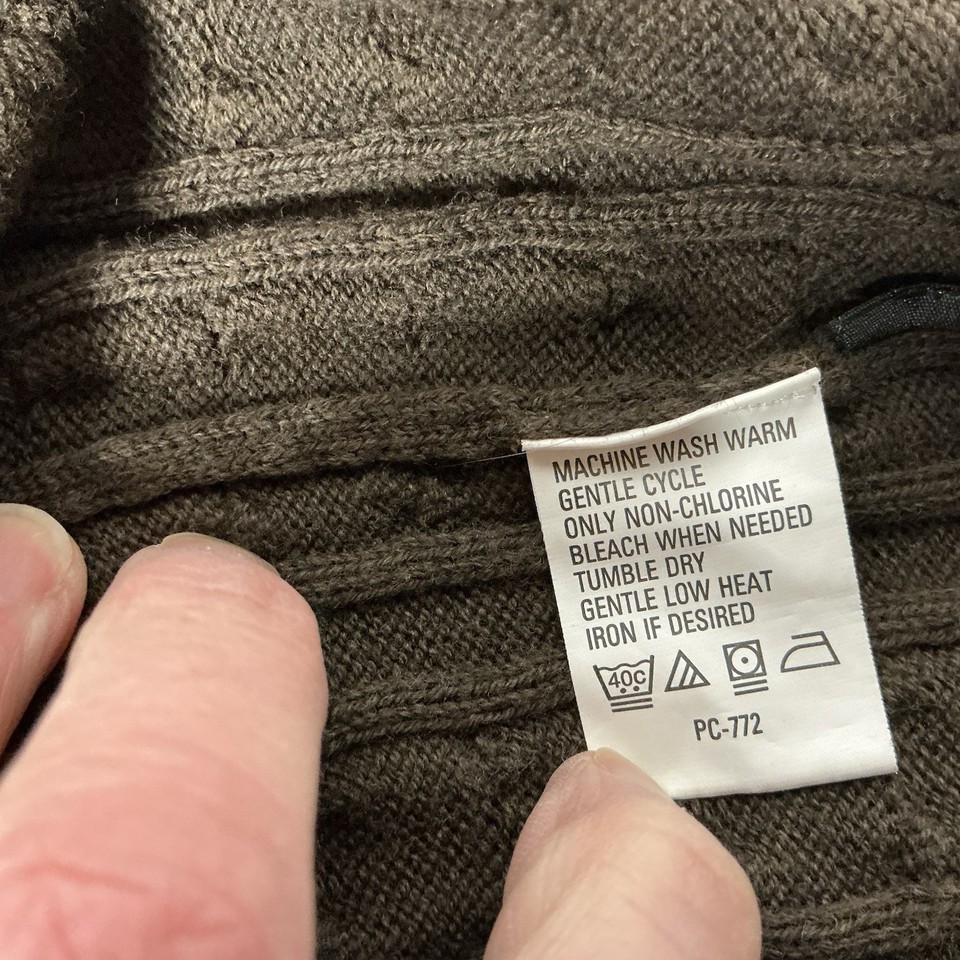 MACHINE WASH WARM
GENTLE CYCLE
ONLY NON-CHLORINE
BLEACH WHEN NEEDED
TUMBLE DRY
GENTLE LOW HEAT
IRON IF DESIRED
40C
PC-772